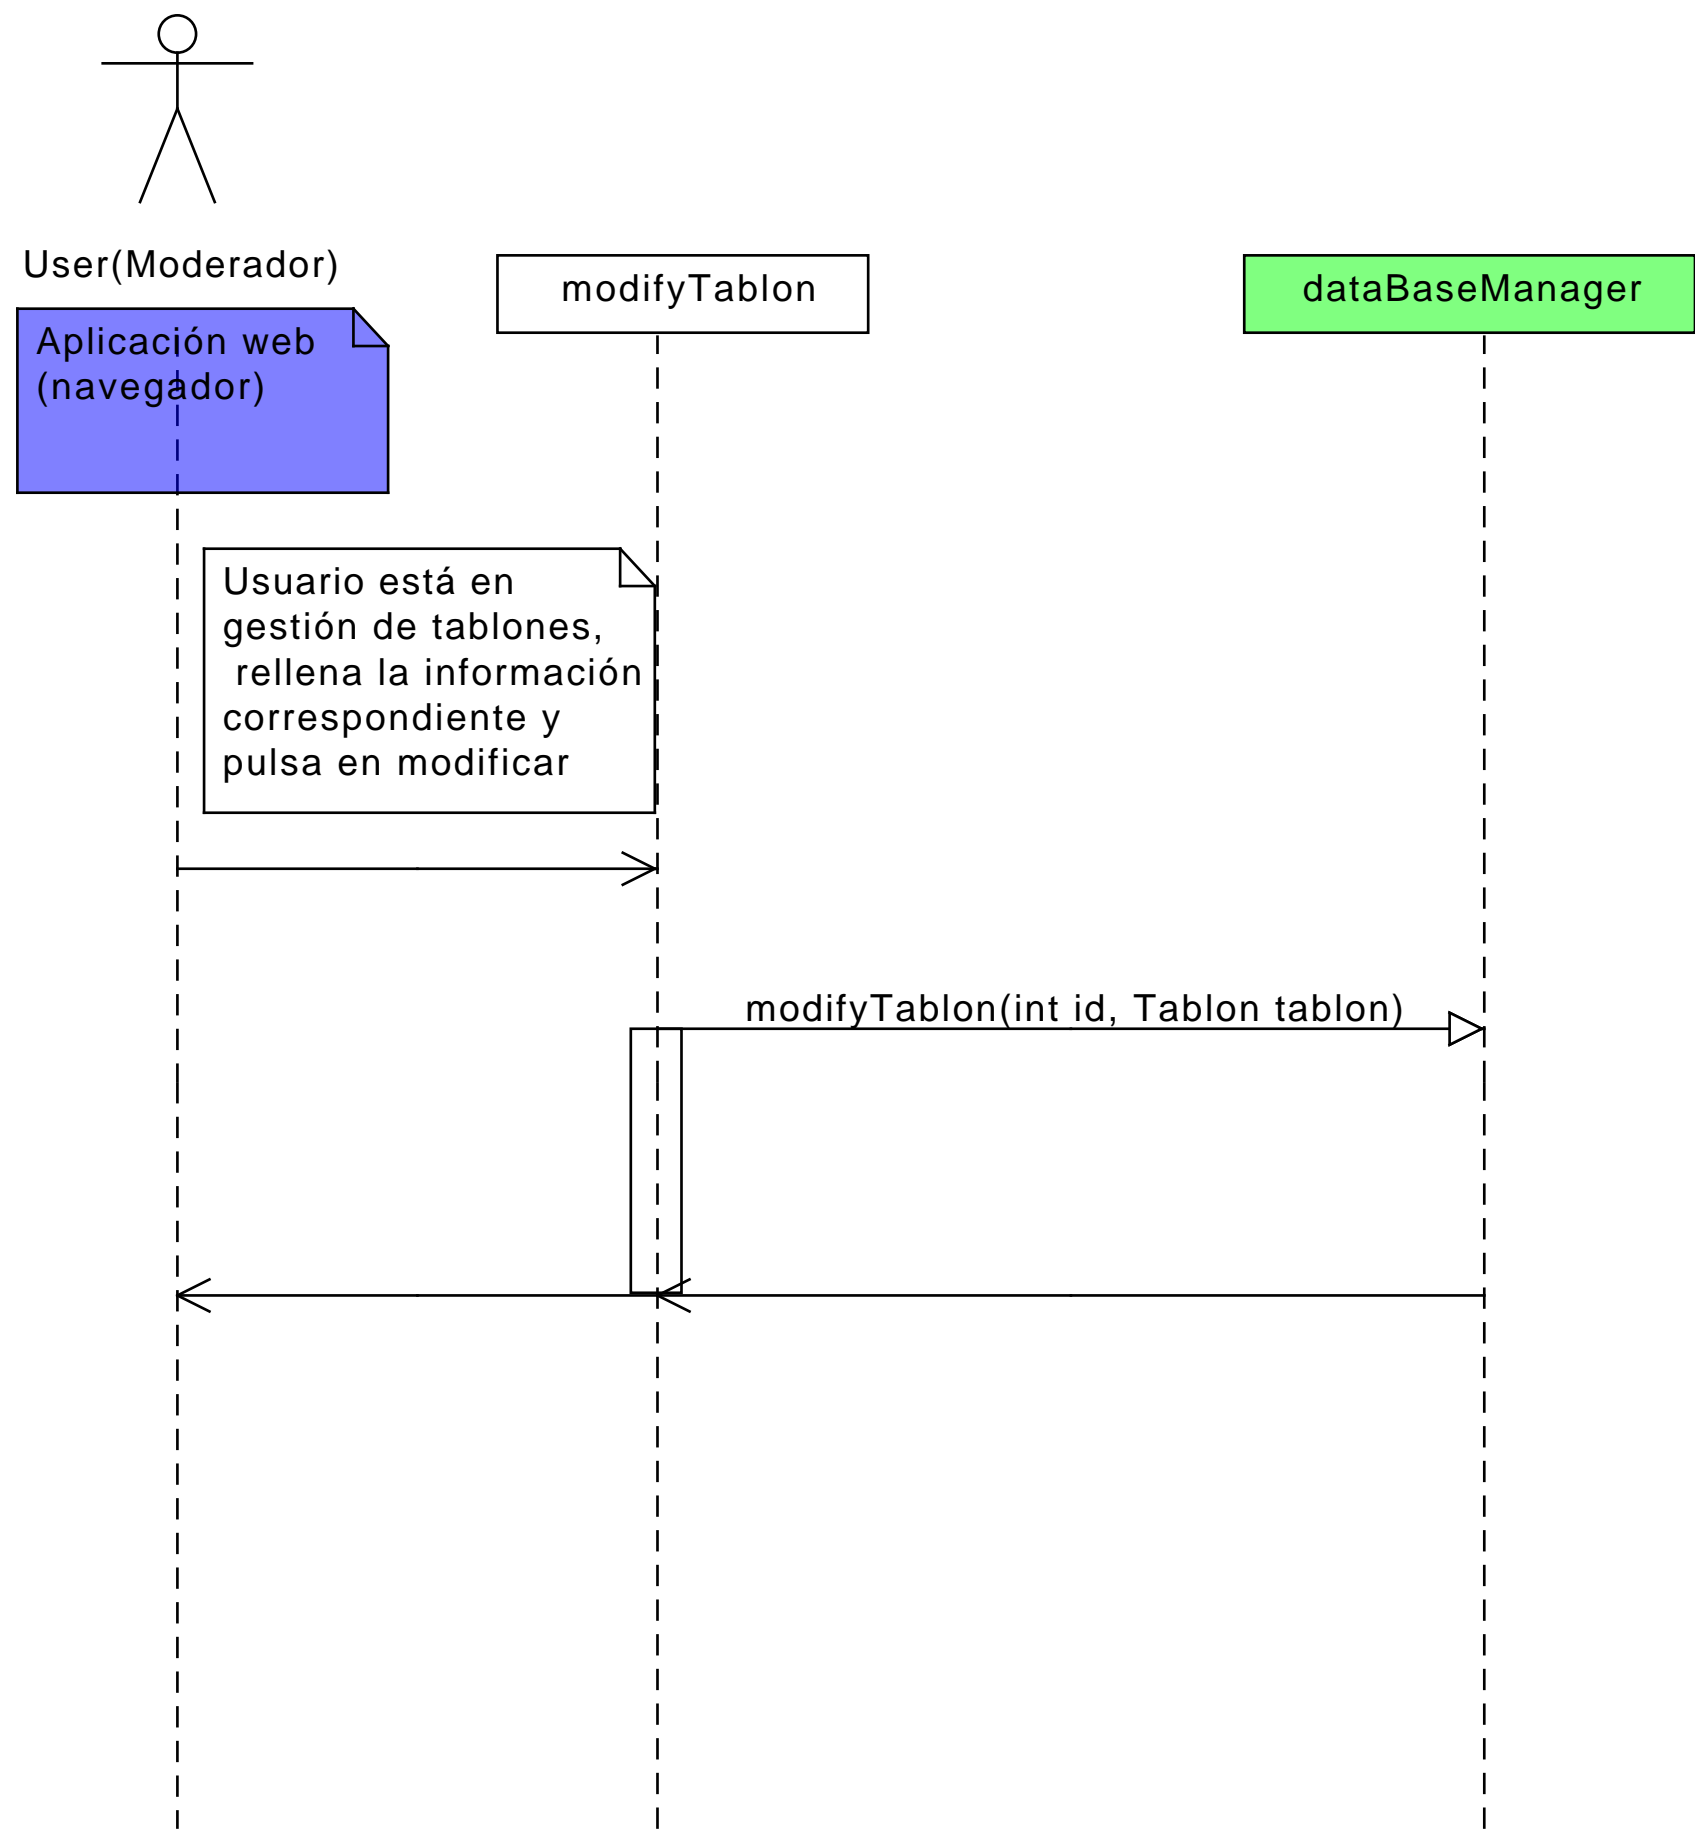 User(Moderador)
modifyTablon
dataBaseManager
Aplicación web
(navegador)
Usuario está en
gestión de tablones,
rellena la información
correspondiente y
pulsa en modificar
modifyTablon(int id, Tablon tablon)